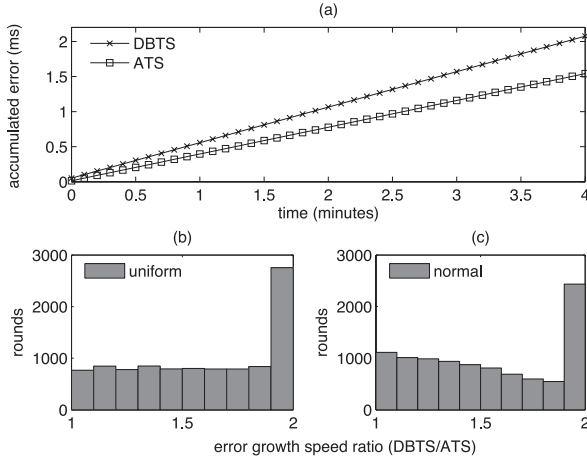 (a)
accumulated error (ms)
2
1.5
1
0.5
0
DBTS
ATS
0 0.5 1 1.5 2 2.5 3 3.5 4
time (minutes)
(b)
rounds
3000
2000
1000
0
uniform
1 1.5 2
(c)
rounds
3000
2000
1000
0
normal
1 1.5 2
error growth speed ratio (DBTS/ATS)